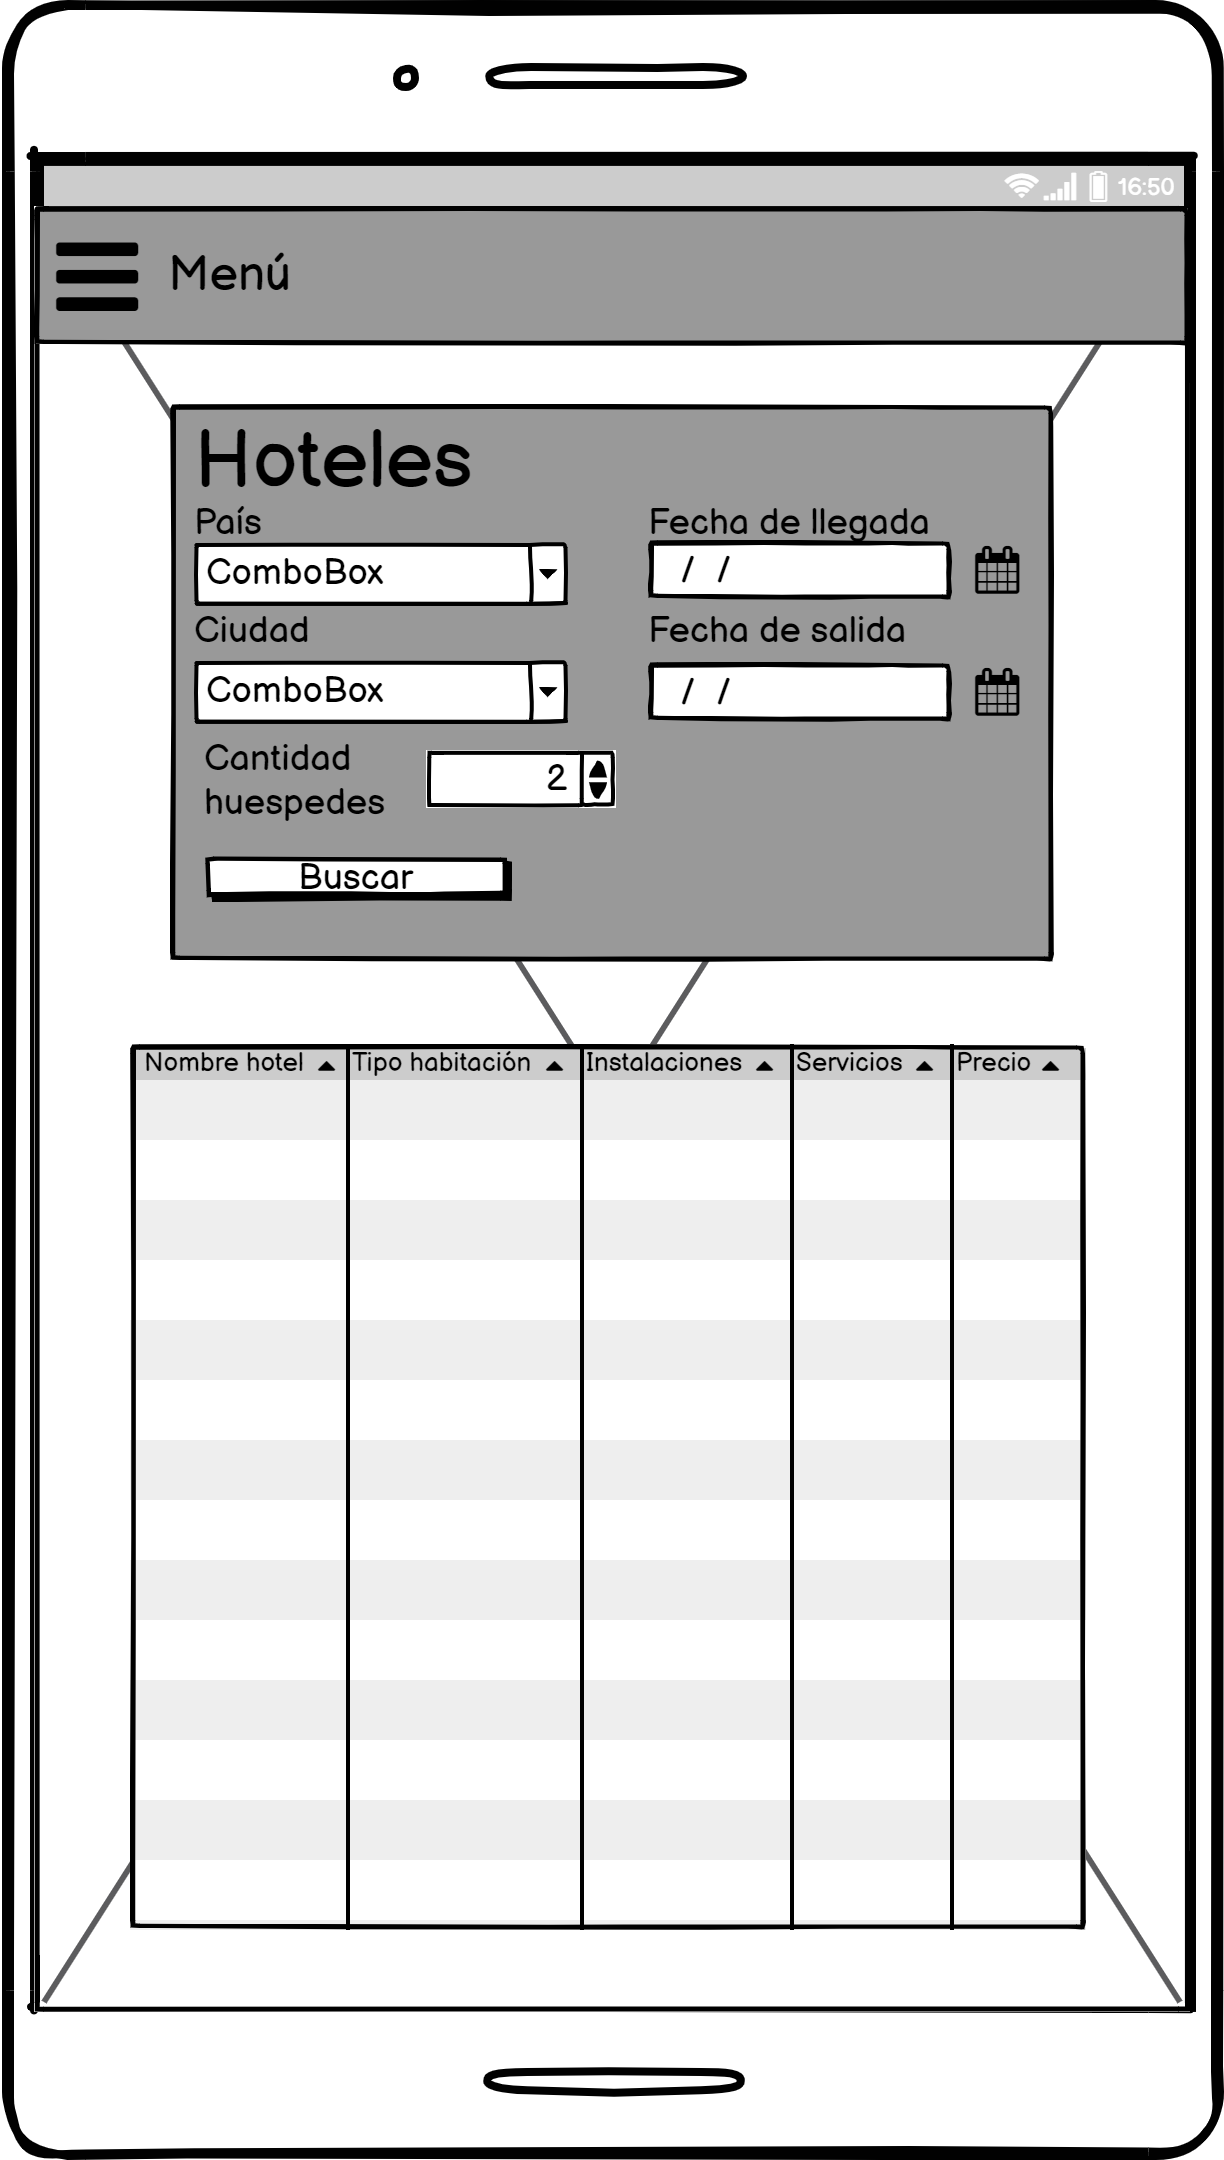 16:50
Menú
Hoteles
País
Fecha de llegada
ComboBox
/ /
Ciudad
Fecha de salida
ComboBox
/ /
Cantidad
huespedes
2
Buscar
Nombre hotel Tipo habitación Instalaciones Servicios Precio